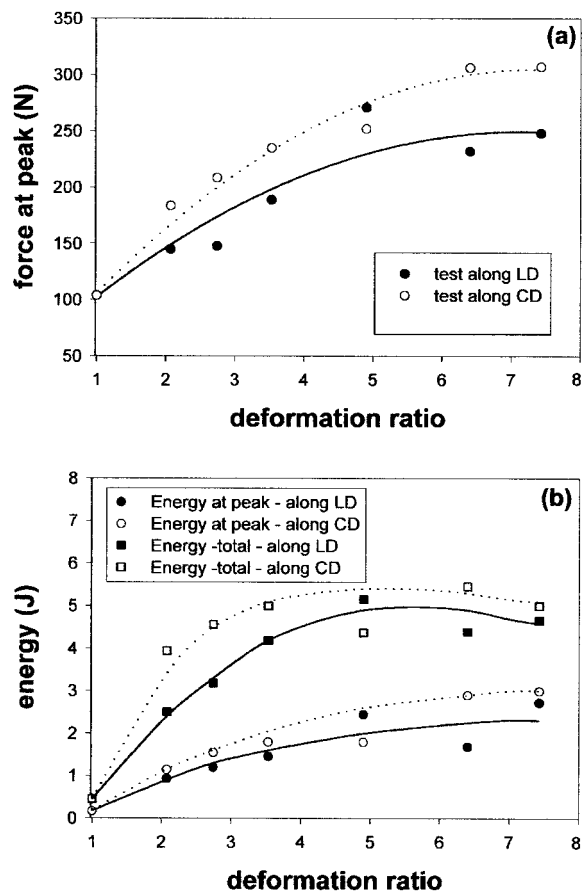 (a)
350
300
250
200
150
100
50
force at peak (N)
test along LD
test along CD
1 2 3 4 5 6 7 8
deformation ratio
(b)
8
7
6
5
4
3
2
1
0
energy (J)
Energy at peak - along LD
Energy at peak - along CD
Energy -total - along LD
Energy -total - along CD
1 2 3 4 5 6 7 8
deformation ratio